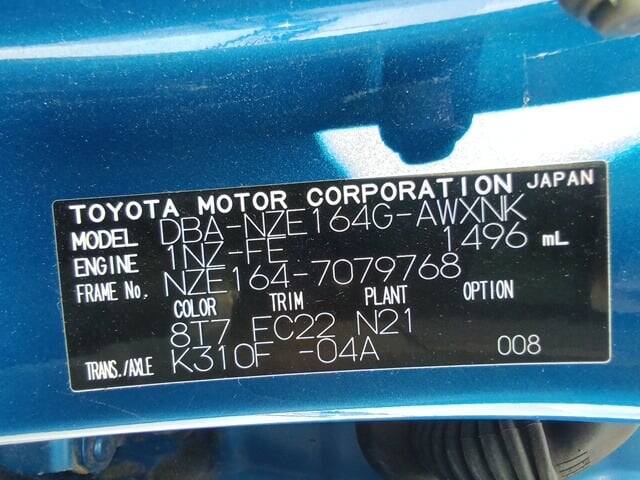 TOYOTA MOTOR CORPORATION JAPAN
MODEL DBA-NZE164G-AWXNK
ENGINE 1NZ-FE 1496 mL
FRAME No. NZE164-7079768
COLOR TRIM PLANT OPTION
8T7 EC22 N21
TRANS./AXLE K310F -04A 008